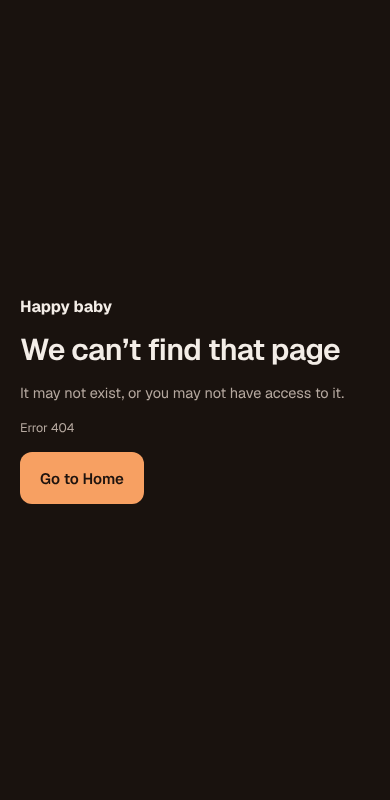 Happy baby
We can’t find that page
It may not exist, or you may not have access to it.
Error 404
Go to Home